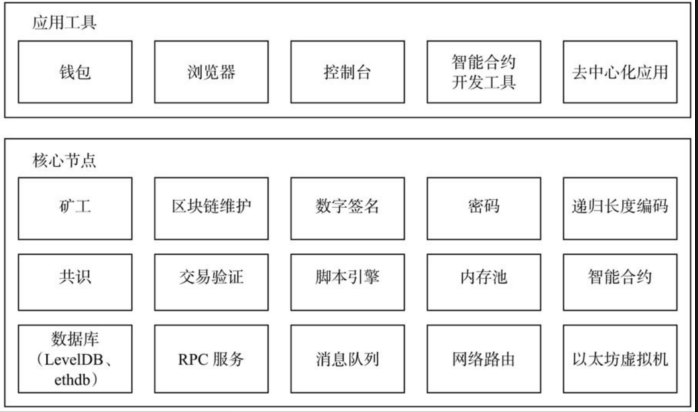 应用工具
钱包
浏览器
控制台
智能合约
开发工具
去中心化应用
核心节点
矿工
区块链维护
数字签名
密码
递归长度编码
共识
交易验证
脚本引擎
内存池
智能合约
数据库
（LevelDB、
ethdb）
RPC 服务
消息队列
网络路由
以太坊虚拟机